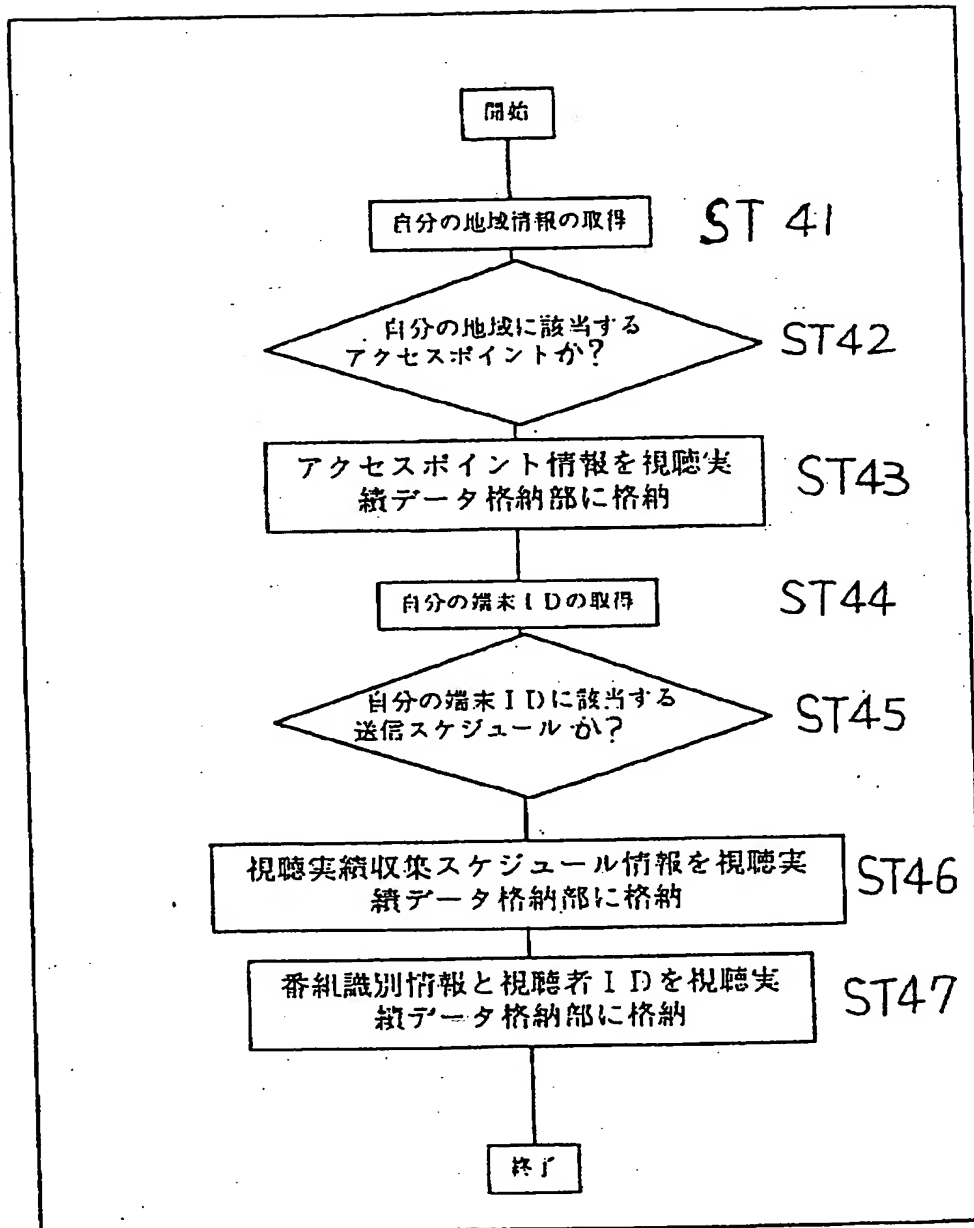 開始
自分の地域情報の取得
ST 41
自分の地域に該当する
アクセスポイントか?
ST42
アクセスポイント情報を視聴実
績データ格納部に格納
ST43
自分の端末IDの取得
ST44
自分の端末IDに該当する
送信スケジュールか?
ST45
視聴実績収集スケジュール情報を視聴実
績データ格納部に格納
ST46
番組識別情報と視聴者IDを視聴実
績データ格納部に格納
ST47
終了